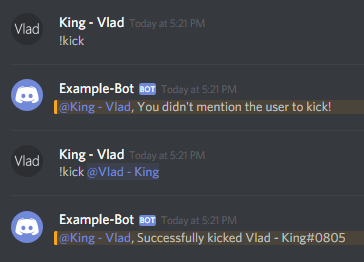 Vlad King - Vlad Today at 5:21 PM
!kick
Example-Bot BOT Today at 5:21 PM
@King - Vlad, You didn't mention the user to kick!
Vlad King - Vlad Today at 5:21 PM
!kick @Vlad - King
Example-Bot BOT Today at 5:21 PM
@King - Vlad, Successfully kicked Vlad - King#0805